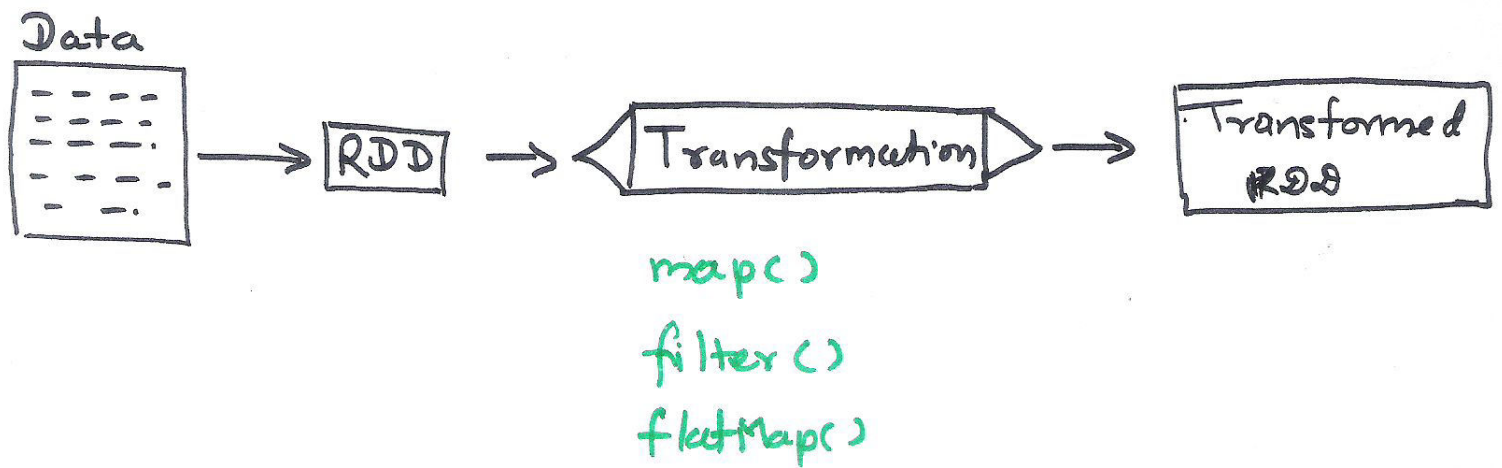 Data
RDD
Transformation
Transformed
RDD
map()
filter()
flatMap()